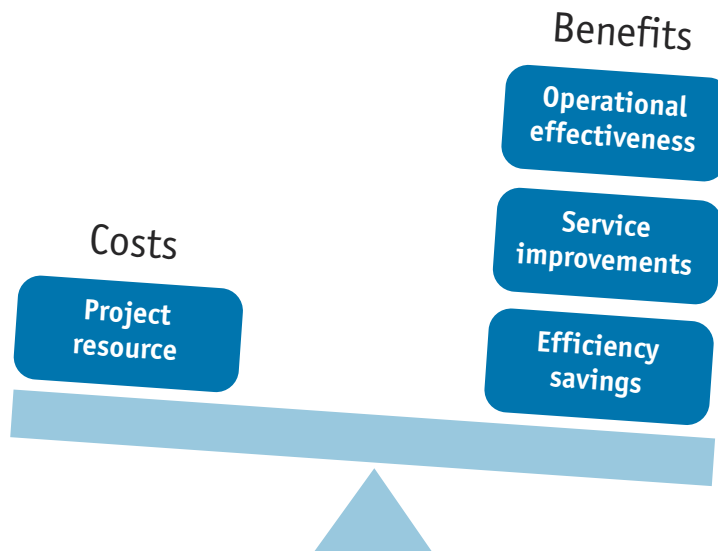 Benefits
Operational
effectiveness
Service
improvements
Efficiency
savings
Costs
Project
resource